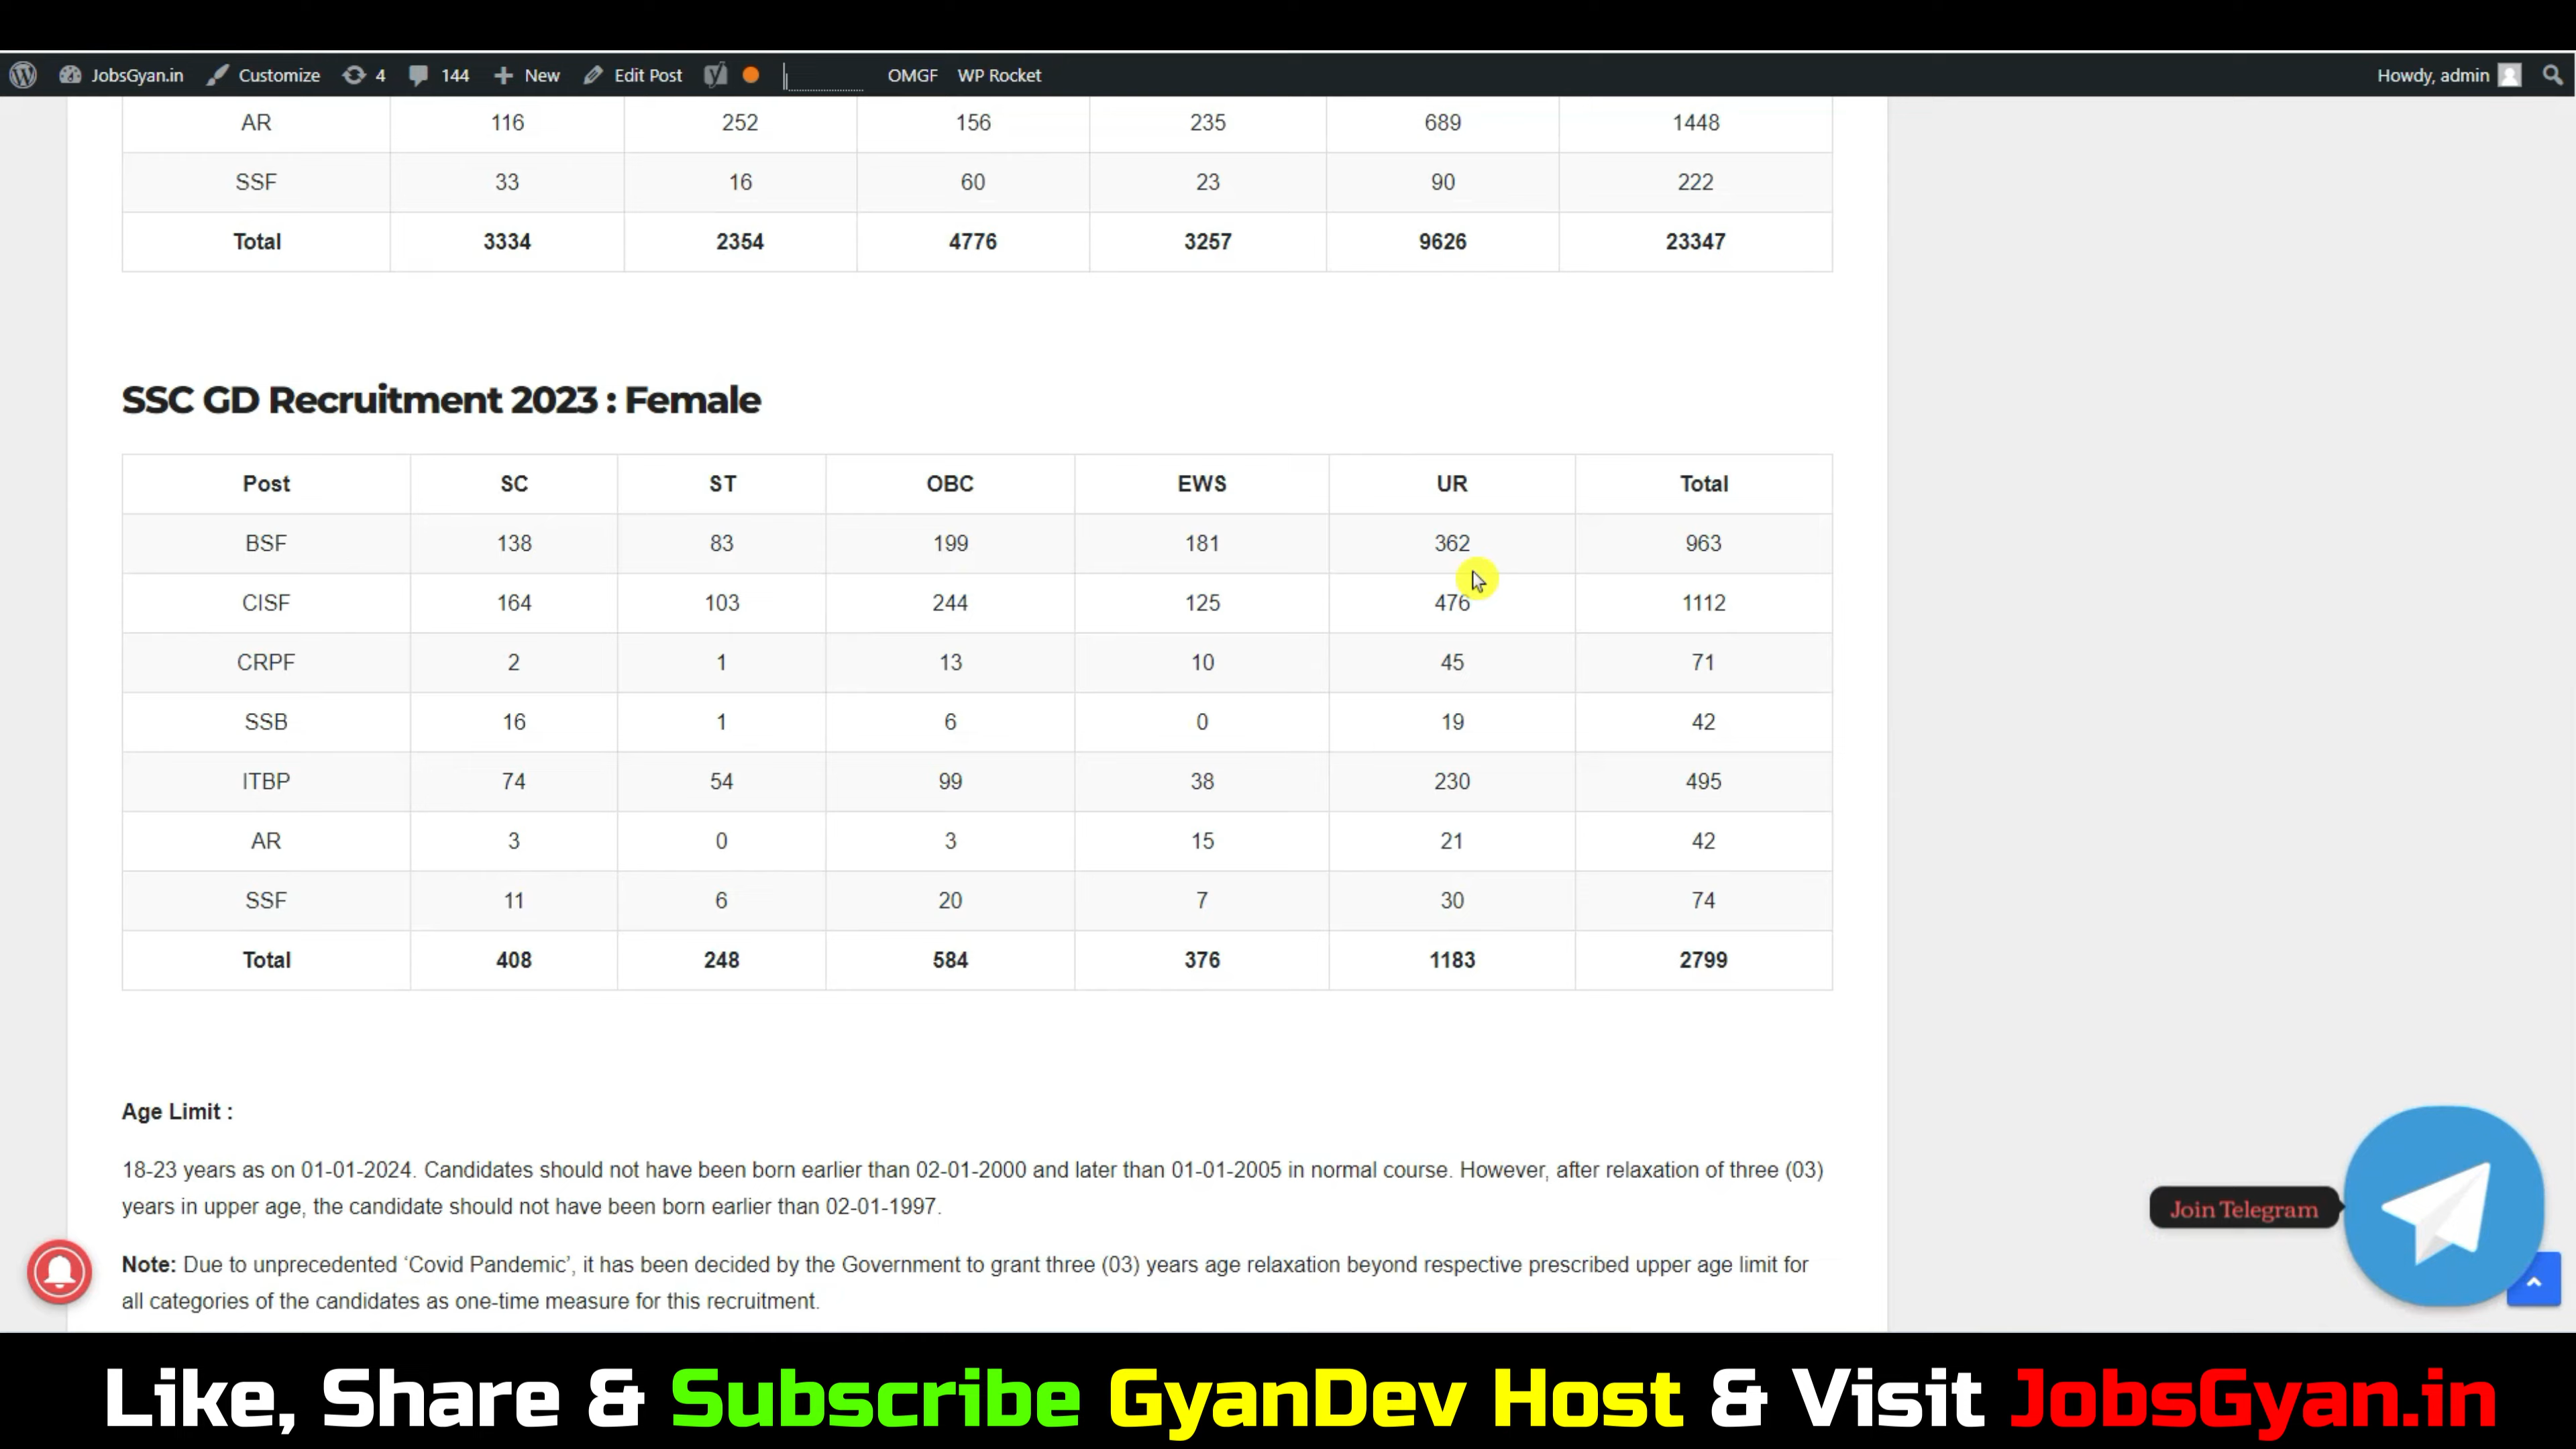 JobsGyan.in Customize 4 144 New Edit Post OMGF WP Rocket Howdy, admin
AR 116 252 156 235 689 1448
SSF 33 16 60 23 90 222
Total 3334 2354 4776 3257 9626 23347
SSC GD Recruitment 2023 : Female
Post SC ST OBC EWS UR Total
BSF 138 83 199 181 362 963
CISF 164 103 244 125 476 1112
CRPF 2 1 13 10 45 71
SSB 16 1 6 0 19 42
ITBP 74 54 99 38 230 495
AR 3 0 3 15 21 42
SSF 11 6 20 7 30 74
Total 408 248 584 376 1183 2799
Age Limit :
18-23 years as on 01-01-2024. Candidates should not have been born earlier than 02-01-2000 and later than 01-01-2005 in normal course. However, after relaxation of three (03)
years in upper age, the candidate should not have been born earlier than 02-01-1997.
Join Telegram
Note: Due to unprecedented ‘Covid Pandemic’, it has been decided by the Government to grant three (03) years age relaxation beyond respective prescribed upper age limit for
all categories of the candidates as one-time measure for this recruitment.
Like, Share & Subscribe GyanDev Host & Visit JobsGyan.in